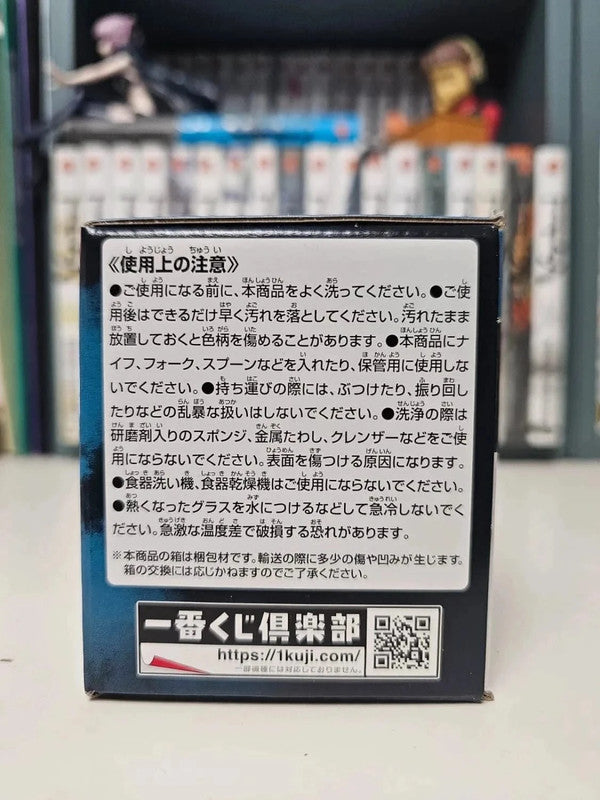 《使用上の注意》
●ご使用になる前に、本商品をよく洗ってください。●ご使
用後はできるだけ早く汚れを落としてください。汚れたまま
放置しておくと色柄を傷めることがあります。●本商品にナ
イフ、フォーク、スプーンなどを入れたり、保管用に使用しな
いでください。●持ち運びの際には、ぶつけたり、振り回し
たりなどの乱暴な扱いはしないでください。●洗浄の際は
研磨剤入りのスポンジ、金属たわし、クレンザーなどをご使
用にならないでください。表面を傷つける原因になります。
●食器洗い機、食器乾燥機はご使用にならないでください。
●熱くなったグラスを水につけるなどして急冷しないでく
ださい。急激な温度差で破損する恐れがあります。
※本商品の箱は梱包材です。輸送の際に多少の傷や凹みが生じます。
箱の交換には応じかねますのでご了承ください。
一番くじ倶楽部
https://1kuji.com/